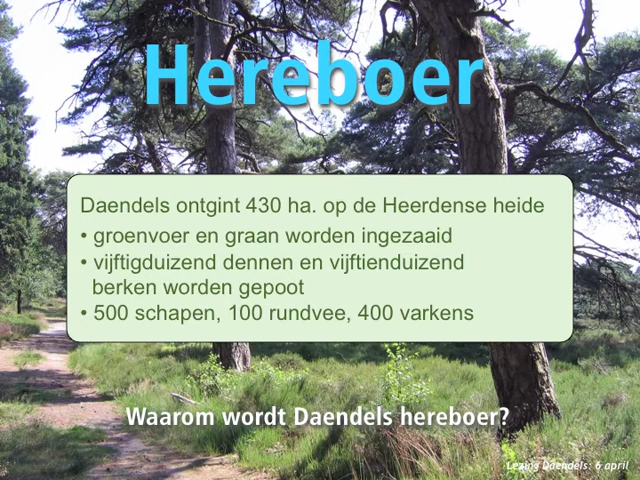 Hereboer
Daendels ontgint 430 ha. op de Heerdense heide
• groenvoer en graan worden ingezaaid
• vijftigduizend dennen en vijftienduizend
berken worden gepoot
• 500 schapen, 100 rundvee, 400 varkens
Waarom wordt Daendels hereboer?
Lezing Daendels: 6 april